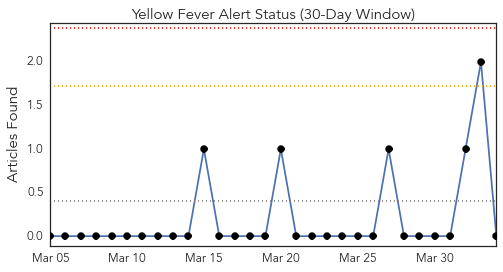 Yellow Fever Alert Status (30-Day Window)
Articles Found
2.0
1.5
1.0
0.5
0.0
Mar 05 Mar 10 Mar 15 Mar 20 Mar 25 Mar 30